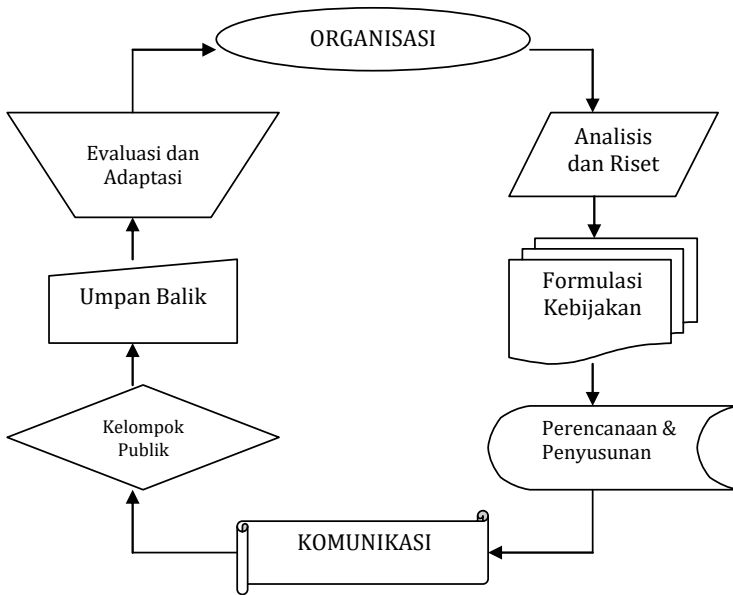 ORGANISASI
Analisis
dan Riset
Formulasi
Kebijakan
Perencanaan &
Penyusunan
KOMUNIKASI
Kelompok
Publik
Umpan Balik
Evaluasi dan
Adaptasi